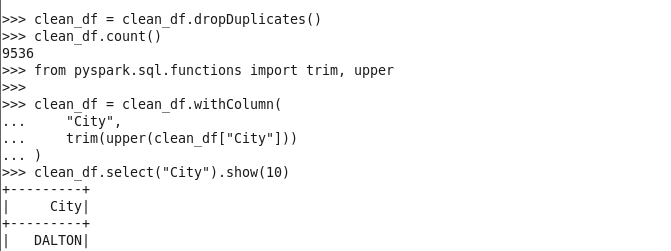 >>> clean_df = clean_df.dropDuplicates()
>>> clean_df.count()
9536
>>> from pyspark.sql.functions import trim, upper
>>>
>>> clean_df = clean_df.withColumn(
...     "City",
...     trim(upper(clean_df["City"]))
... )
>>> clean_df.select("City").show(10)
+---------+
|     City|
+---------+
|   DALTON|